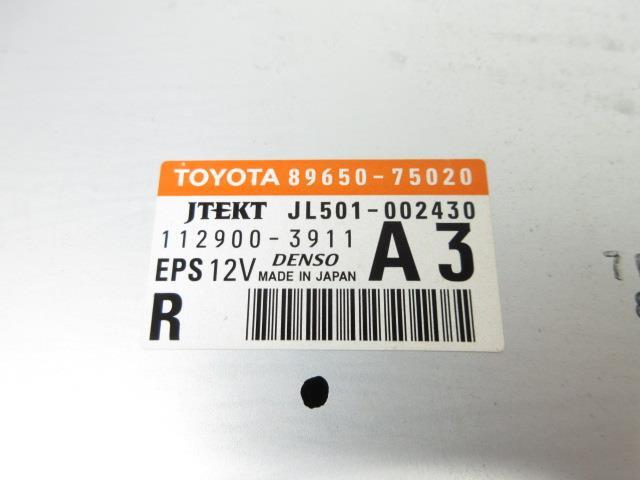 TOYOTA 89650-75020
JTEKT JL501-002430
112900-3911 DENSO A3
EPS 12V MADE IN JAPAN
R